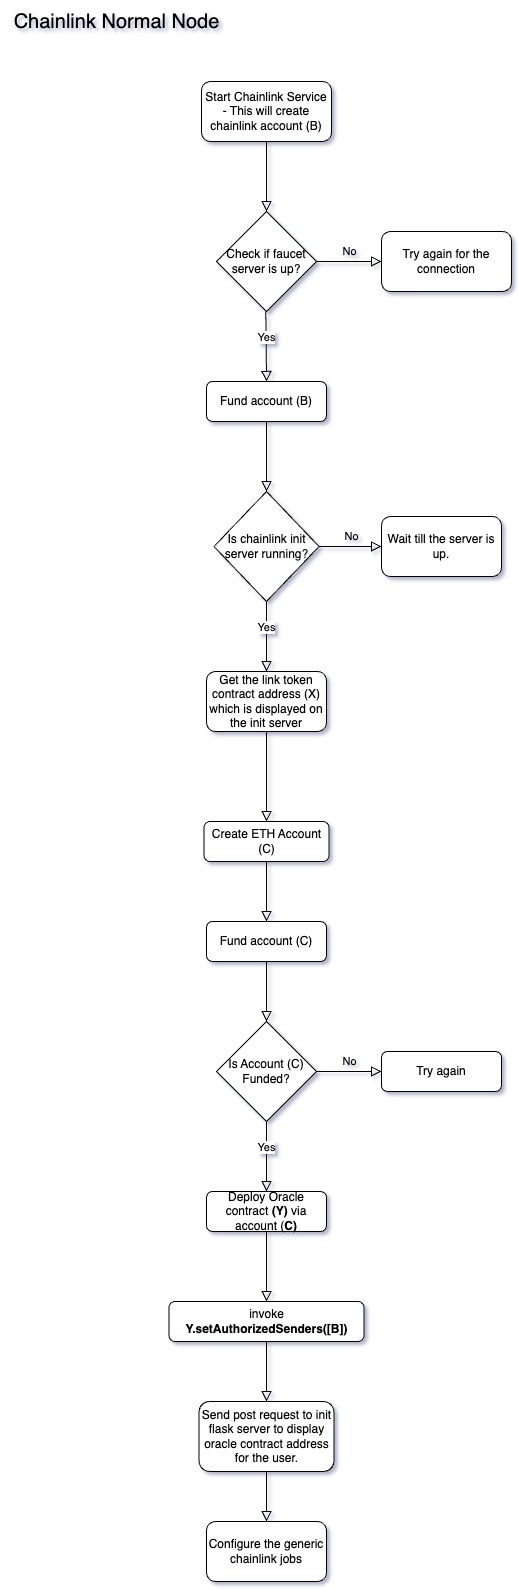 Chainlink Normal Node
Start Chainlink Service
- This will create
chainlink account (B)
Check if faucet
server is up?
No
Try again for the
connection
Yes
Fund account (B)
Is chainlink init
server running?
No
Wait till the server is
up.
Yes
Get the link token
contract address (X)
which is displayed on
the init server
Create ETH Account
(C)
Fund account (C)
Is Account (C)
Funded?
No
Try again
Yes
Deploy Oracle
contract (Y) via
account (C)
invoke
Y.setAuthorizedSenders([B])
Send post request to init
flask server to display
oracle contract address
for the user.
Configure the generic
chainlink jobs